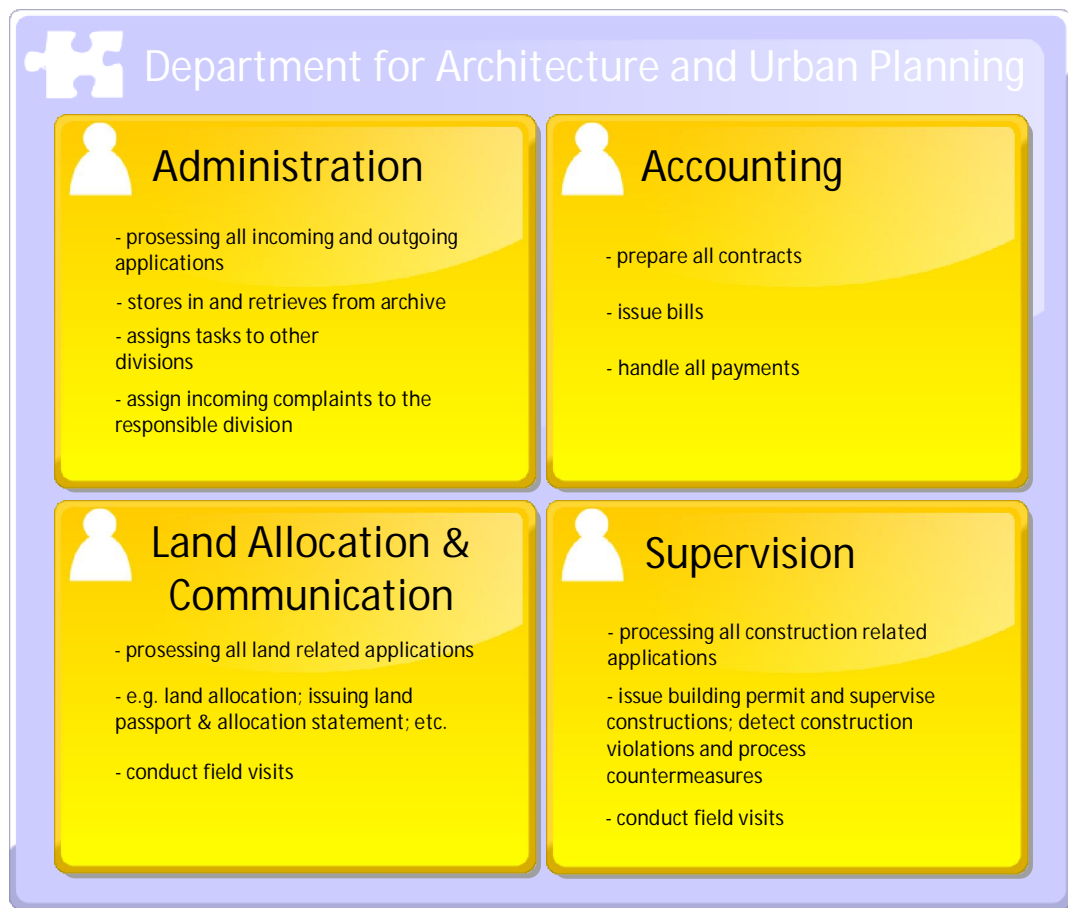 Department for Architecture and Urban Planning
Administration
- prosessing all incoming and outgoing
applications
- stores in and retrieves from archive
- assigns tasks to other
divisions
- assign incoming complaints to the
responsible division
Accounting
- prepare all contracts
- issue bills
- handle all payments
Land Allocation &
Communication
- prosessing all land related applications
- e.g. land allocation; issuing land
passport & allocation statement; etc.
- conduct field visits
Supervision
- processing all construction related
applications
- issue building permit and supervise
constructions; detect construction
violations and process
countermeasures
- conduct field visits